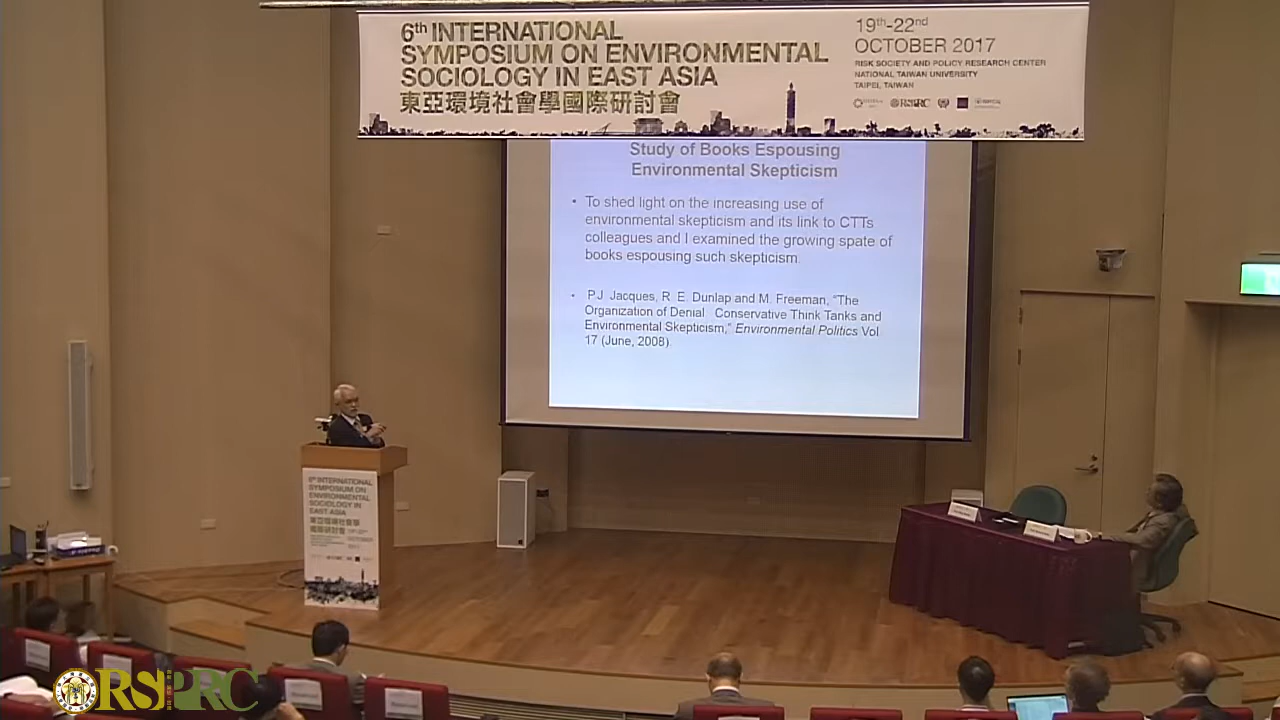 6th INTERNATIONAL
SYMPOSIUM ON ENVIRONMENTAL
SOCIOLOGY IN EAST ASIA
東亞環境社會學國際研討會
19th-22nd
OCTOBER 2017
RISK SOCIETY AND POLICY RESEARCH CENTER
NATIONAL TAIWAN UNIVERSITY
TAIPEI, TAIWAN
RSPRC
Study of Books Espousing
Environmental Skepticism
• To shed light on the increasing use of
environmental skepticism and its link to CTTs
colleagues and I examined the growing spate of
books espousing such skepticism.
• P.J. Jacques, R. E. Dunlap and M. Freeman, "The
Organization of Denial Conservative Think Tanks and
Environmental Skepticism," Environmental Politics Vol
17 (June, 2008)
6th INTERNATIONAL
SYMPOSIUM ON
ENVIRONMENTAL
SOCIOLOGY IN
EAST ASIA
東亞環境社會學
國際研討會
19th-22nd
OCTOBER
2017
RSPRC